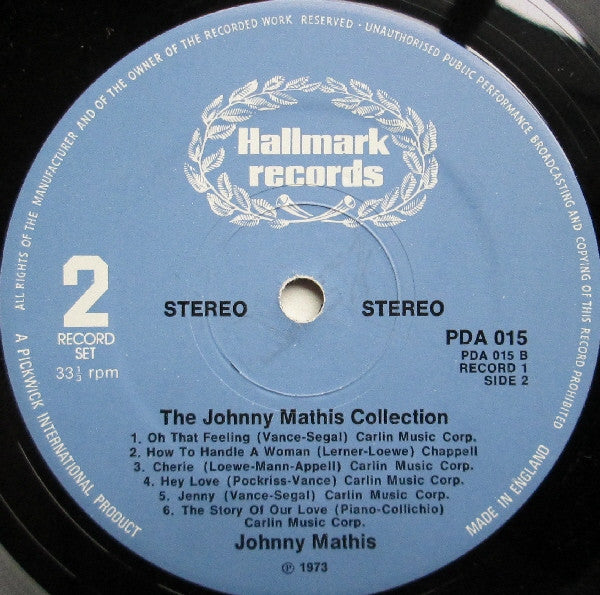 ALL RIGHTS OF THE MANUFACTURER AND OF THE OWNER OF THE RECORDED WORK RESERVED - UNAUTHORISED PUBLIC PERFORMANCE BROADCASTING AND COPYING OF THIS RECORD PROHIBITED
Hallmark
records
2
RECORD
SET
33 1/3 rpm
STEREO
STEREO
PDA 015
PDA 015 B
RECORD 1
SIDE 2
The Johnny Mathis Collection
1. Oh That Feeling (Vance-Segal) Carlin Music Corp.
2. How To Handle A Woman (Lerner-Loewe) Chappell
3. Cherie (Loewe-Mann-Appell) Carlin Music Corp.
4. Hey Love (Pockriss-Vance) Carlin Music Corp.
5. Jenny (Vance-Segal) Carlin Music Corp.
6. The Story Of Our Love (Piano-Collichio)
Carlin Music Corp.
Johnny Mathis
℗ 1973
A PICKWICK INTERNATIONAL PRODUCT
MADE IN ENGLAND